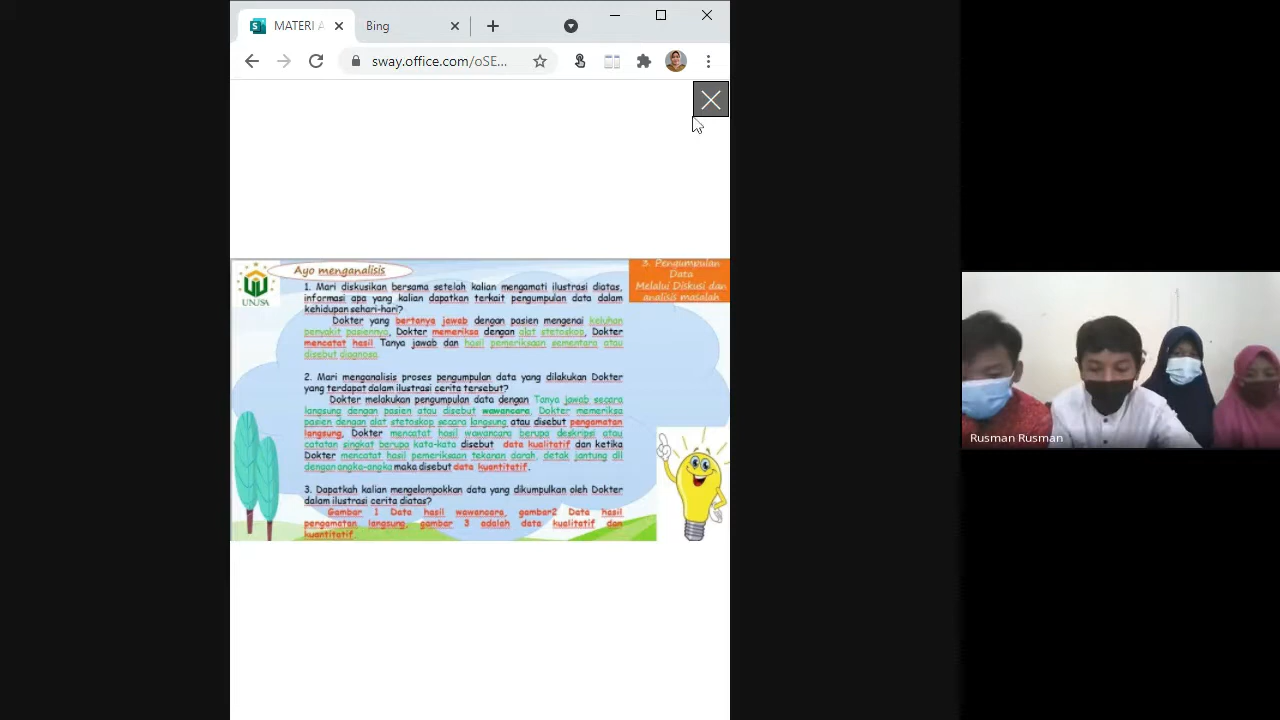 MATERI A
Bing
sway.office.com/oSE...
UNUSA
Ayo menganalisis
3. Pengumpulan
Data
Melalui Diskusi dan
analisis masalah
1. Mari diskusikan bersama setelah kalian mengamati ilustrasi diatas,
informasi apa yang kalian dapatkan terkait pengumpulan data dalam
kehidupan sehari-hari?
Dokter yang bertanya jawab dengan pasien mengenai keluhan
penyakit pasiennya, Dokter memeriksa dengan alat stetoskop, Dokter
mencatat hasil Tanya jawab dan hasil pemeriksaan sementara atau
disebut diagnosa
2. Mari menganalisis proses pengumpulan data yang dilakukan Dokter
yang terdapat dalam ilustrasi cerita tersebut?
Dokter melakukan pengumpulan data dengan Tanya jawab secara
langsung dengan pasien atau disebut wawancara, Dokter memeriksa
pasien dengan alat stetoskop secara langsung atau disebut pengamatan
langsung, Dokter mencatat hasil wawancara berupa deskripsi atau
catatan singkat berupa kata-kata disebut data kualitatif dan ketika
Dokter mencatat hasil pemeriksaan tekanan darah, detak jantung dll
dengan angka-angka maka disebut data kuantitatif.
3. Dapatkah kalian mengelompokkan data yang dikumpulkan oleh Dokter
dalam ilustrasi cerita diatas?
Gambar 1 Data hasil wawancara, gambar2 Data hasil
pengamatan langsung, gambar 3 adalah data kualitatif dan
kuantitatif
Rusman Rusman